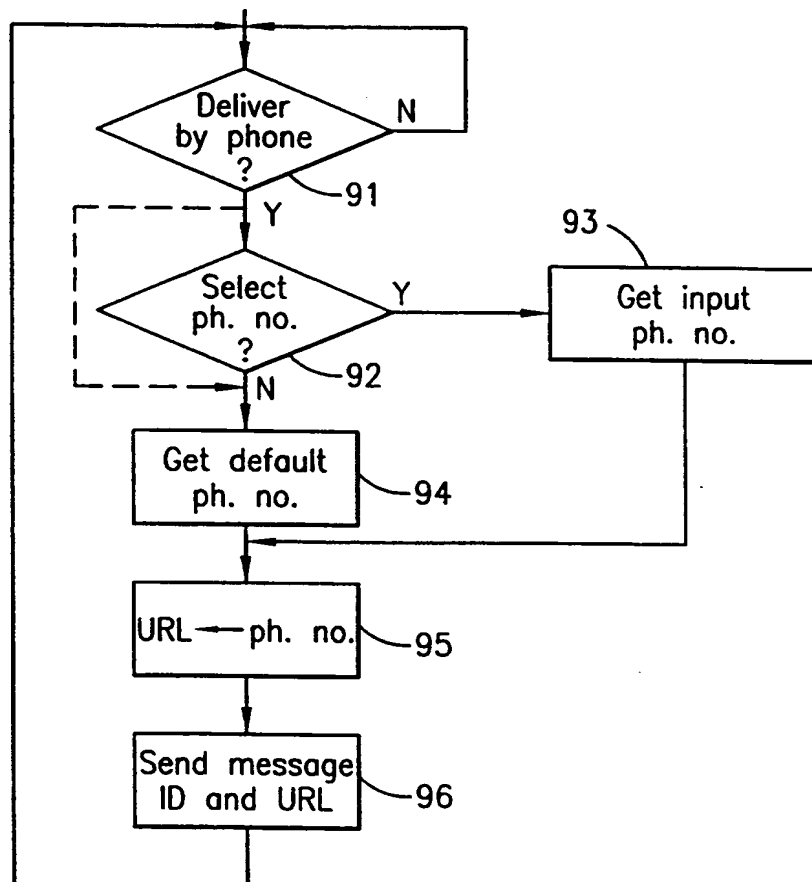 Deliver
by phone
?
N
91
Y
Select
ph. no.
?
Y
92
N
93
Get input
ph. no.
Get default
ph. no.
94
URL ← ph. no.
95
Send message
ID and URL
96